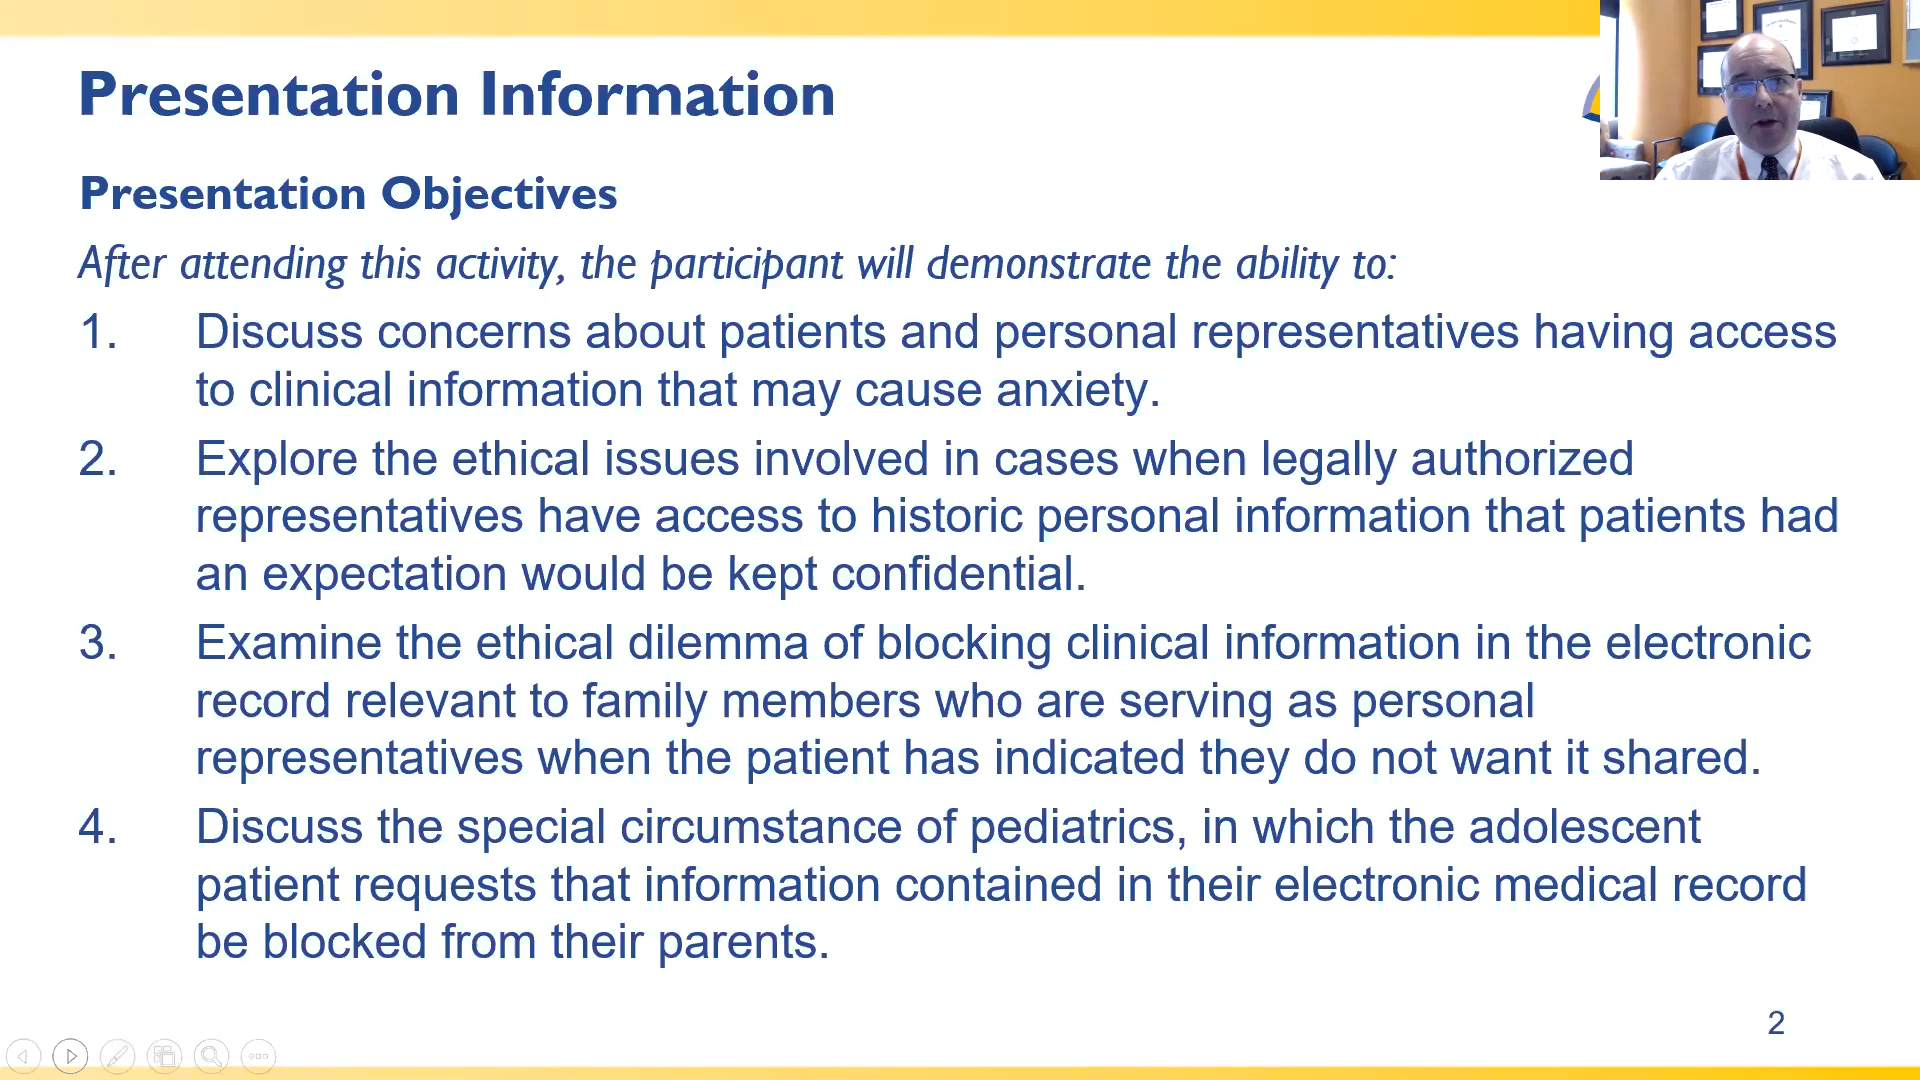 Presentation Information
Presentation Objectives
After attending this activity, the participant will demonstrate the ability to:
1. Discuss concerns about patients and personal representatives having access
to clinical information that may cause anxiety.
2. Explore the ethical issues involved in cases when legally authorized
representatives have access to historic personal information that patients had
an expectation would be kept confidential.
3. Examine the ethical dilemma of blocking clinical information in the electronic
record relevant to family members who are serving as personal
representatives when the patient has indicated they do not want it shared.
4. Discuss the special circumstance of pediatrics, in which the adolescent
patient requests that information contained in their electronic medical record
be blocked from their parents.
2